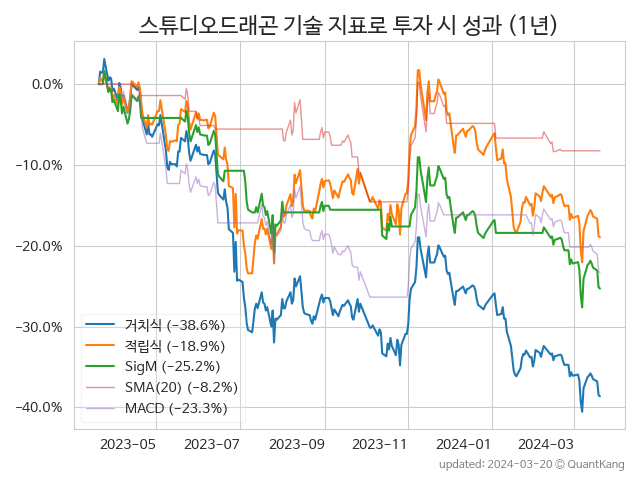 스튜디오드래곤 기술 지표로 투자 시 성과 (1년)
0.0%
−10.0%
−20.0%
−30.0%
−40.0%
거치식 (−38.6%)
적립식 (−18.9%)
SigM (−25.2%)
SMA(20) (−8.2%)
MACD (−23.3%)
2023−05 2023−07 2023−09 2023−11 2024−01 2024−03
updated: 2024−03−20 © QuantKang